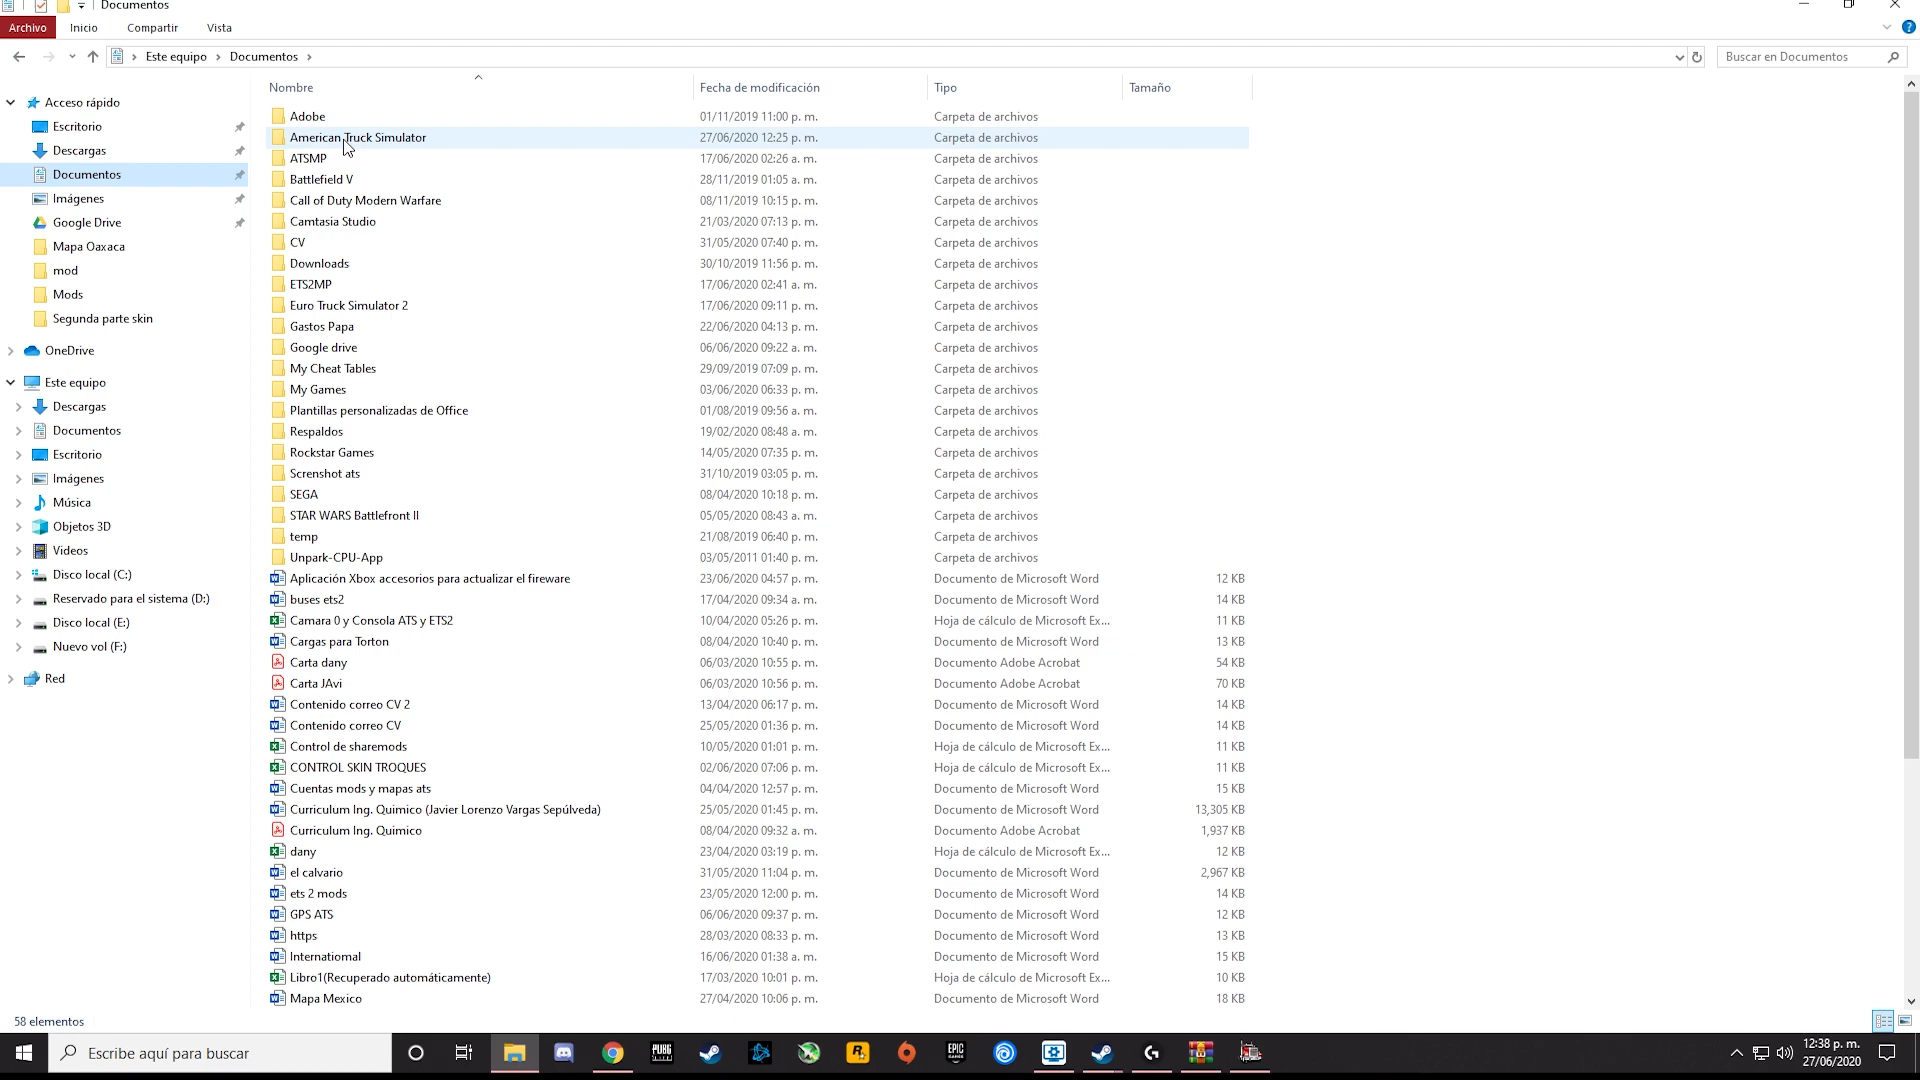 Documentos
Archivo Inicio Compartir Vista
Este equipo Documentos Buscar en Documentos
Nombre Fecha de modificación Tipo Tamaño
Acceso rápido
Escritorio
Descargas
Documentos
Imágenes
Google Drive
Mapa Oaxaca
mod
Mods
Segunda parte skin
OneDrive
Este equipo
Descargas
Documentos
Escritorio
Imágenes
Música
Objetos 3D
Videos
Disco local (C:)
Reservado para el sistema (D:)
Disco local (E:)
Nuevo vol (F:)
Red
Adobe 01/11/2019 11:00 p. m. Carpeta de archivos
American Truck Simulator 27/06/2020 12:25 p. m. Carpeta de archivos
ATSMP 17/06/2020 02:26 a. m. Carpeta de archivos
Battlefield V 28/11/2019 01:05 a. m. Carpeta de archivos
Call of Duty Modern Warfare 08/11/2019 10:15 p. m. Carpeta de archivos
Camtasia Studio 21/03/2020 07:13 p. m. Carpeta de archivos
CV 31/05/2020 07:40 p. m. Carpeta de archivos
Downloads 30/10/2019 11:56 p. m. Carpeta de archivos
ETS2MP 17/06/2020 02:41 a. m. Carpeta de archivos
Euro Truck Simulator 2 17/06/2020 09:11 p. m. Carpeta de archivos
Gastos Papa 22/06/2020 04:13 p. m. Carpeta de archivos
Google drive 06/06/2020 09:22 a. m. Carpeta de archivos
My Cheat Tables 29/09/2019 07:09 p. m. Carpeta de archivos
My Games 03/06/2020 06:33 p. m. Carpeta de archivos
Plantillas personalizadas de Office 01/08/2019 09:56 a. m. Carpeta de archivos
Respaldos 19/02/2020 08:48 a. m. Carpeta de archivos
Rockstar Games 14/05/2020 07:35 p. m. Carpeta de archivos
Screnshot ats 31/10/2019 03:05 p. m. Carpeta de archivos
SEGA 08/04/2020 10:18 p. m. Carpeta de archivos
STAR WARS Battlefront II 05/05/2020 08:43 a. m. Carpeta de archivos
temp 21/08/2019 06:40 p. m. Carpeta de archivos
Unpark-CPU-App 03/05/2011 01:40 p. m. Carpeta de archivos
Aplicación Xbox accesorios para actualizar el fireware 23/06/2020 04:57 p. m. Documento de Microsoft Word 12 KB
buses ets2 17/04/2020 09:34 a. m. Documento de Microsoft Word 14 KB
Camara 0 y Consola ATS y ETS2 10/04/2020 05:26 p. m. Hoja de cálculo de Microsoft Ex... 11 KB
Cargas para Torton 08/04/2020 10:40 p. m. Documento de Microsoft Word 13 KB
Carta dany 06/03/2020 10:55 p. m. Documento Adobe Acrobat 54 KB
Carta JAvi 06/03/2020 10:56 p. m. Documento Adobe Acrobat 70 KB
Contenido correo CV 2 13/04/2020 06:17 p. m. Documento de Microsoft Word 14 KB
Contenido correo CV 25/05/2020 01:36 p. m. Documento de Microsoft Word 14 KB
Control de sharemods 10/05/2020 01:01 p. m. Hoja de cálculo de Microsoft Ex... 11 KB
CONTROL SKIN TROQUES 02/06/2020 07:06 p. m. Hoja de cálculo de Microsoft Ex... 11 KB
Cuentas mods y mapas ats 04/04/2020 12:57 p. m. Documento de Microsoft Word 15 KB
Curriculum Ing. Quimico (Javier Lorenzo Vargas Sepúlveda) 25/05/2020 01:45 p. m. Documento de Microsoft Word 13,305 KB
Curriculum Ing. Quimico 08/04/2020 09:32 a. m. Documento Adobe Acrobat 1,937 KB
dany 23/04/2020 03:19 p. m. Hoja de cálculo de Microsoft Ex... 12 KB
el calvario 31/05/2020 11:04 p. m. Documento de Microsoft Word 2,967 KB
ets 2 mods 23/05/2020 12:00 p. m. Documento de Microsoft Word 14 KB
GPS ATS 06/06/2020 09:37 p. m. Documento de Microsoft Word 12 KB
https 28/03/2020 08:33 p. m. Documento de Microsoft Word 13 KB
Internatiomal 16/06/2020 01:38 a. m. Documento de Microsoft Word 15 KB
Libro1(Recuperado automáticamente) 17/03/2020 10:01 p. m. Hoja de cálculo de Microsoft Ex... 10 KB
Mapa Mexico 27/04/2020 10:06 p. m. Documento de Microsoft Word 18 KB
58 elementos
Escribe aquí para buscar
PUBG
EPIC GAMES
12:38 p. m.
27/06/2020